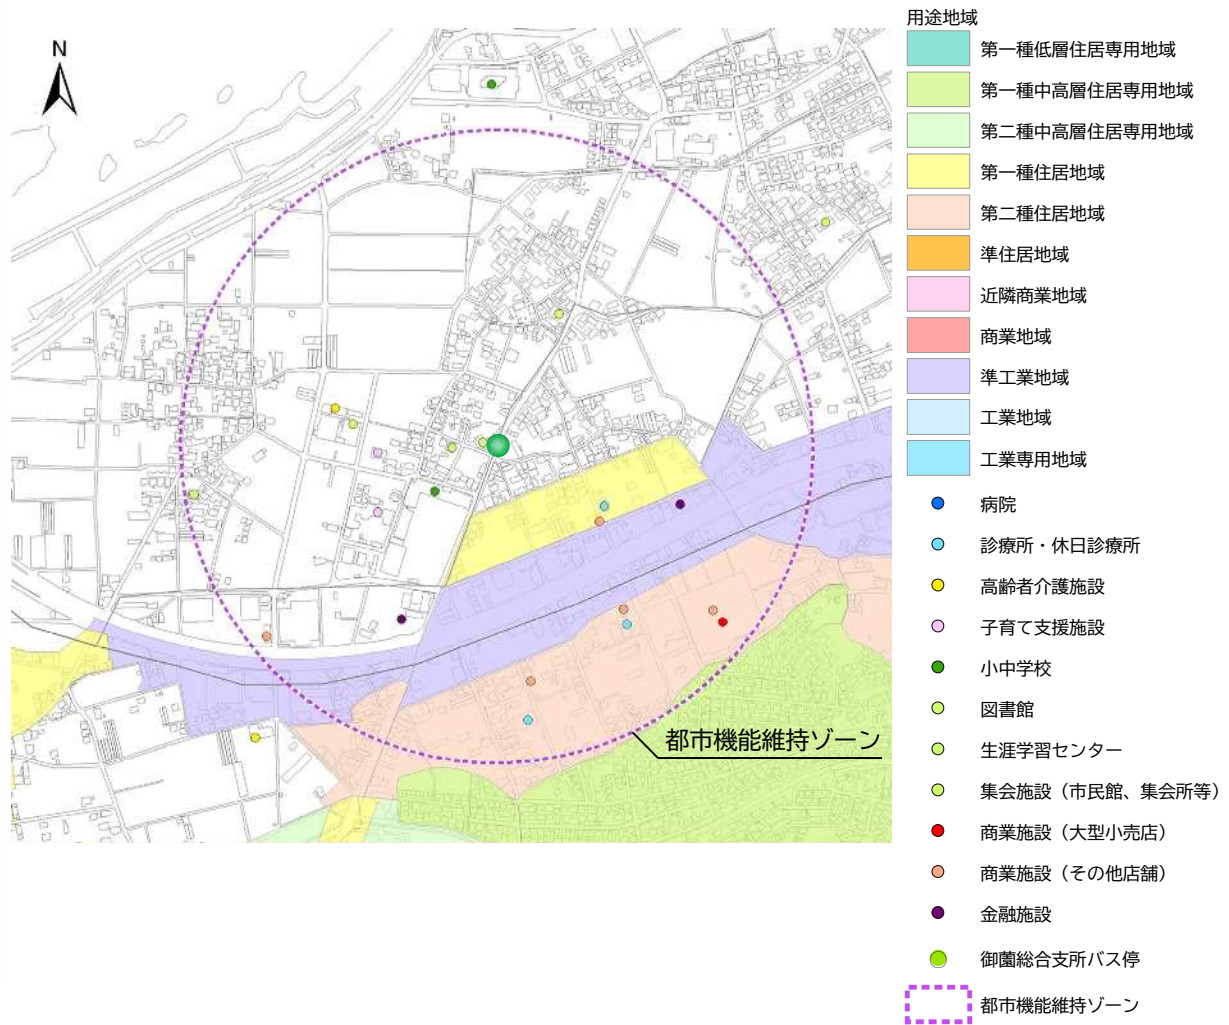 N
都市機能維持ゾーン
用途地域
第一種低層住居専用地域
第一種中高層住居専用地域
第二種中高層住居専用地域
第一種住居地域
第二種住居地域
準住居地域
近隣商業地域
商業地域
準工業地域
工業地域
工業専用地域
病院
診療所・休日診療所
高齢者介護施設
子育て支援施設
小中学校
図書館
生涯学習センター
集会施設（市民館、集会所等）
商業施設（大型小売店）
商業施設（その他店舗）
金融施設
御薗総合支所バス停
都市機能維持ゾーン